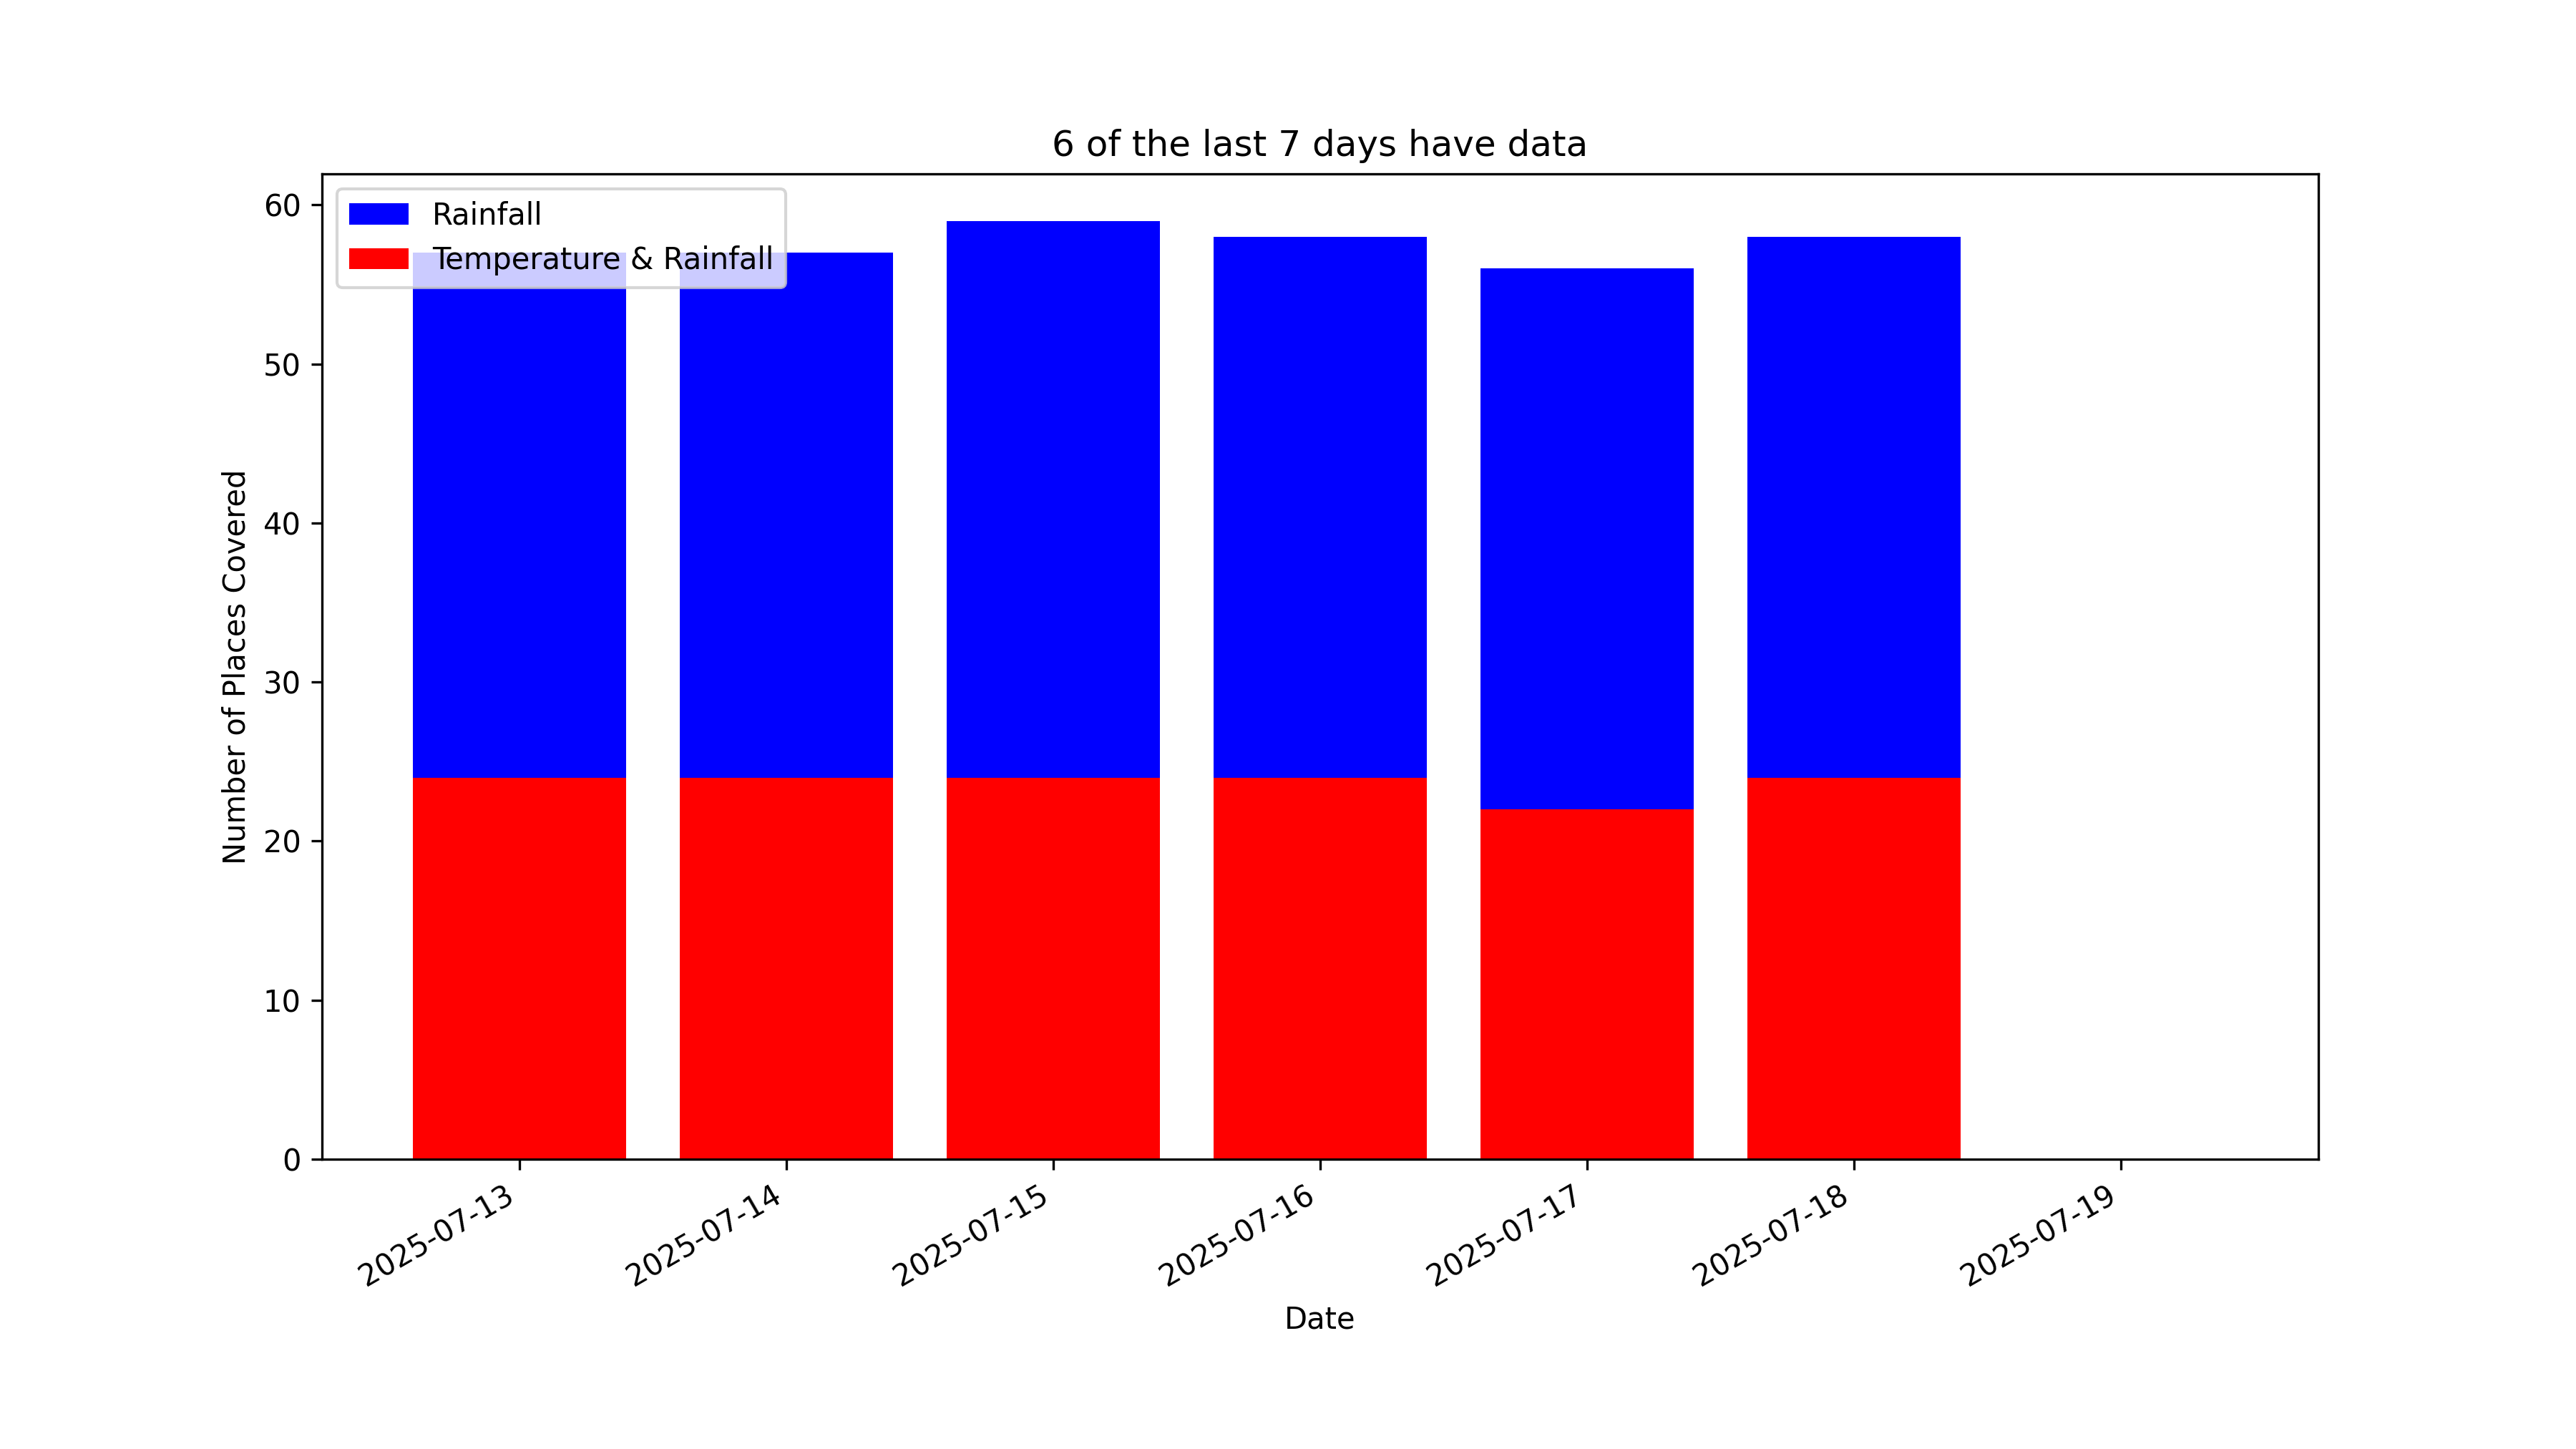 6 of the last 7 days have data
Rainfall
Temperature & Rainfall
Number of Places Covered
60
50
40
30
20
10
0
2025-07-13
2025-07-14
2025-07-15
2025-07-16
2025-07-17
2025-07-18
2025-07-19
Date